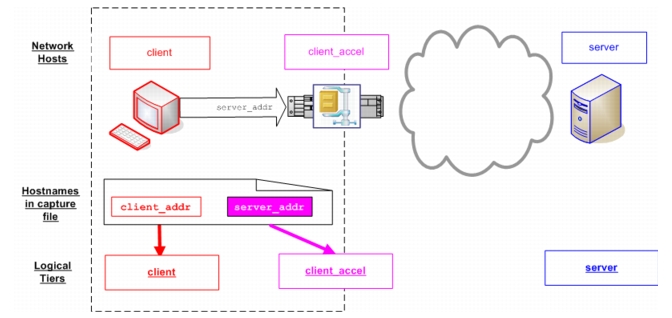 Network
Hosts
client
client_accel
server
server_addr
Hostnames
in capture
file
client_addr
server_addr
Logical
Tiers
client
client_accel
server